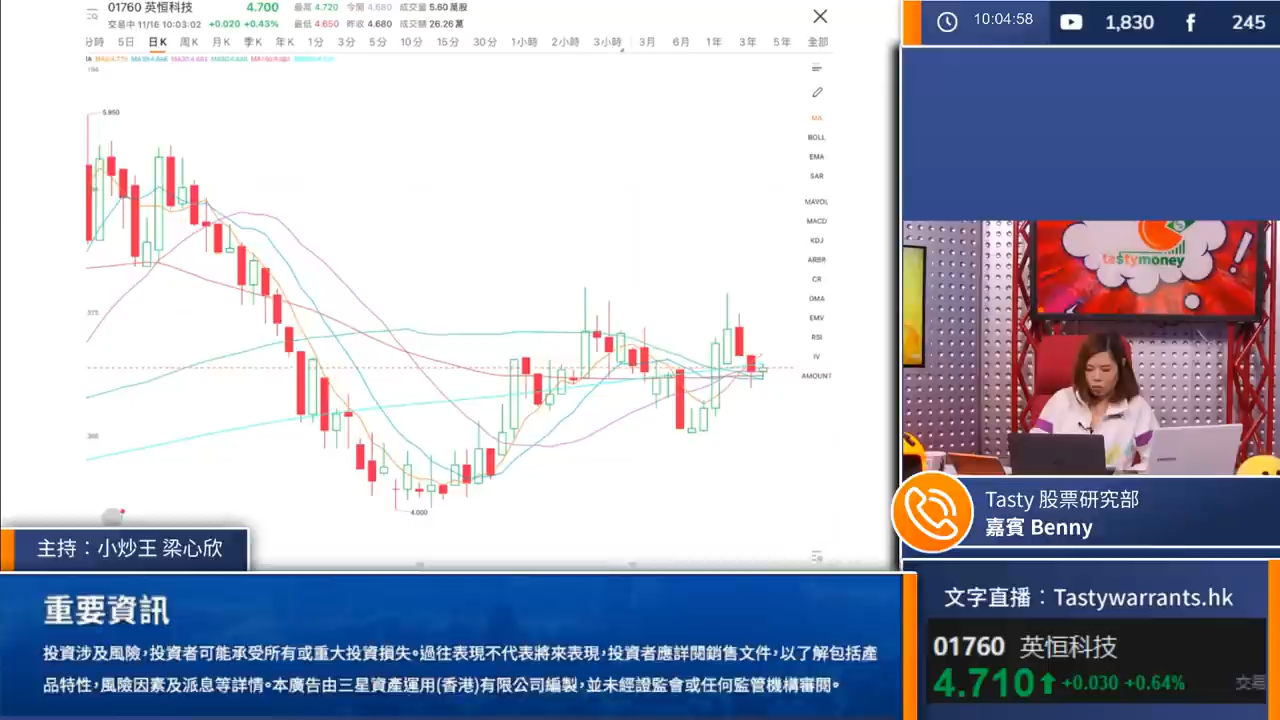 01760 英恒科技
4.700
最高 4.720 今開 4.680 成交量 5.60 萬股
交易中 11/16 10:03:02 +0.020 +0.43% 最低 4.650 昨收 4.680 成交額 26.26 萬
分時 5日 日K 周K 月K 季K 年K 1分 3分 5分 10分 15分 30分 1小時 2小時 3小時 3月 6月 1年 3年 5年 全部
5.950
4.000
MA
BOLL
EMA
SAR
MAVOL
MACD
KDJ
ARBR
CR
DMA
EMV
RSI
IV
AMOUNT
10:04:58
1,830
245
tastymoney
Tasty 股票研究部
嘉賓 Benny
主持：小炒王 梁心欣
重要資訊
投資涉及風險，投資者可能承受所有或重大投資損失。過往表現不代表將來表現，投資者應詳閱銷售文件，以了解包括產
品特性，風險因素及派息等詳情。本廣告由三星資產運用(香港)有限公司編製，並未經證監會或任何監管機構審閱。
文字直播：Tastywarrants.hk
01760 英恒科技
4.710 +0.030 +0.64%